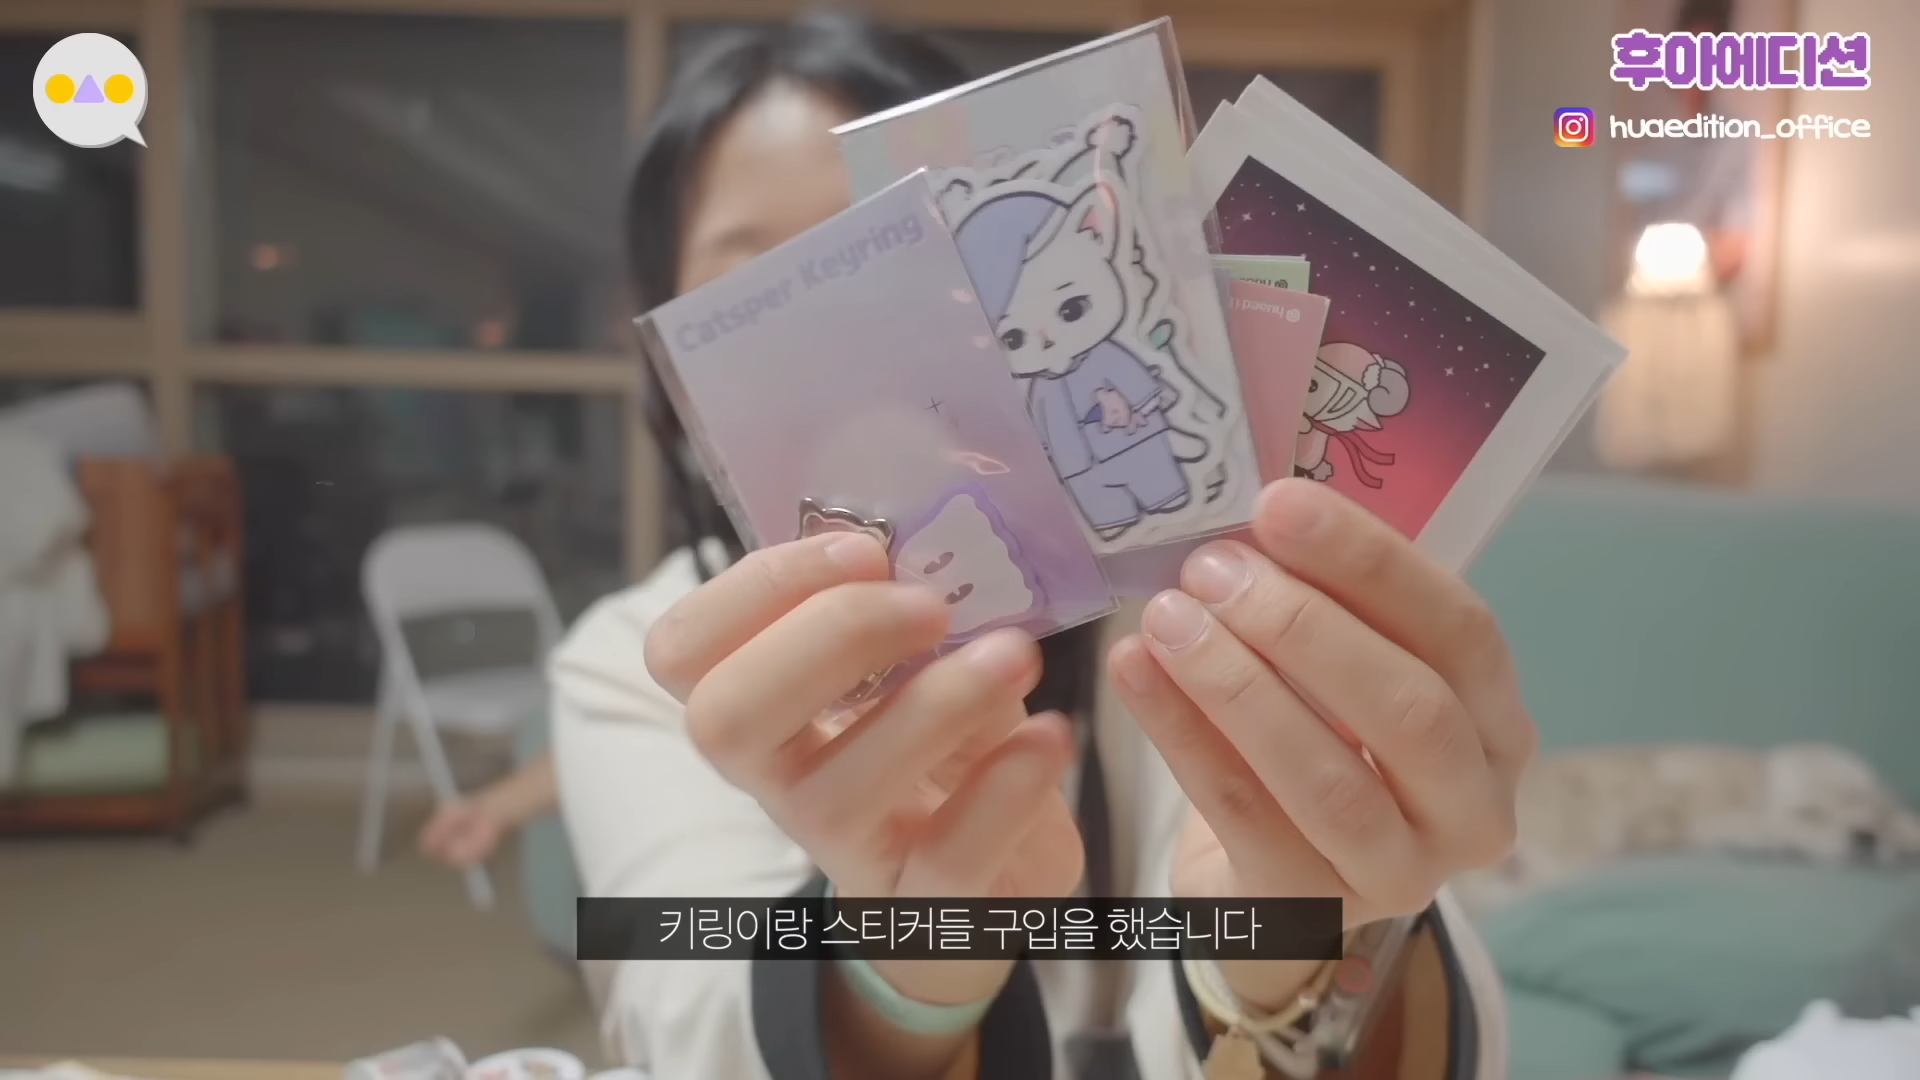 후아에디션
huaedition_office
Catsper Keyring
키링이랑 스티커들 구입을 했습니다